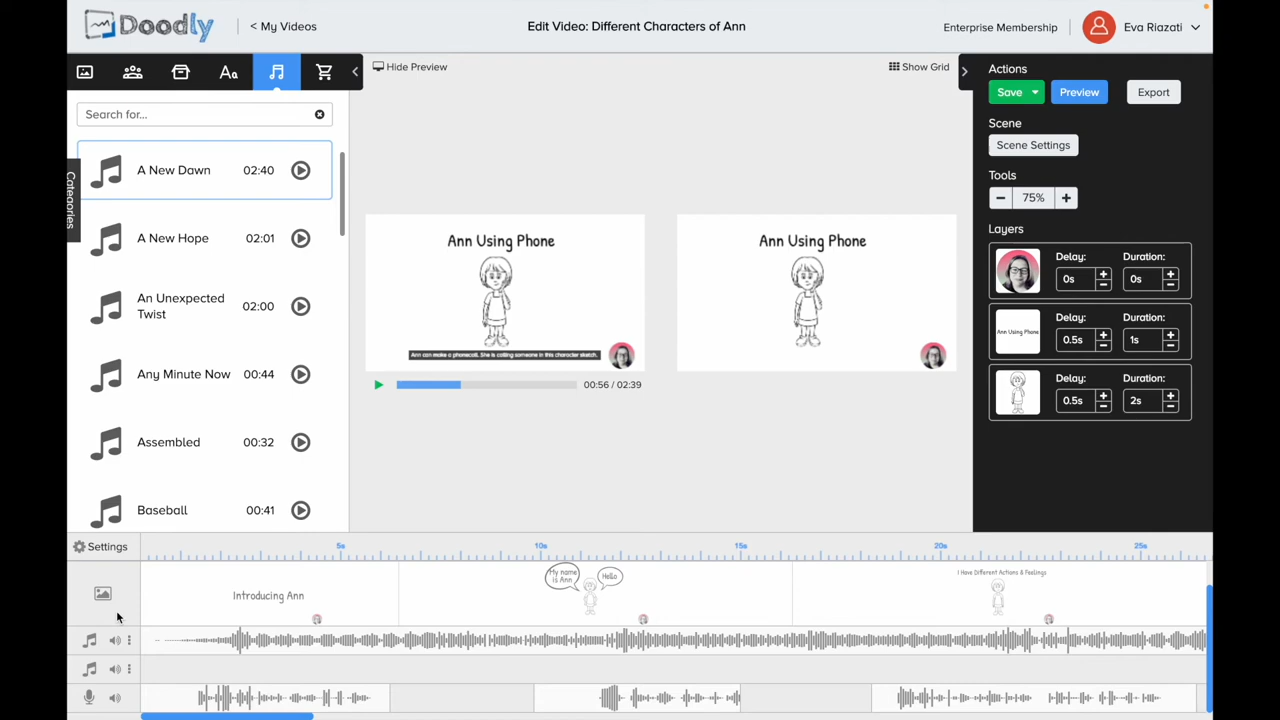 Doodly
< My Videos
Edit Video: Different Characters of Ann
Enterprise Membership
Eva Riazati
Aa
Hide Preview
Show Grid
Search for...
Categories
A New Dawn 02:40
A New Hope 02:01
An Unexpected
Twist
02:00
Any Minute Now 00:44
Assembled 00:32
Baseball 00:41
Ann Using Phone
Ann can make a phonecall. She is calling someone in this character sketch.
00:56 / 02:39
Ann Using Phone
Actions
Save
Preview
Export
Scene
Scene Settings
Tools
75%
Layers
Delay: Duration:
0s 0s
Ann Using Phone
Delay: Duration:
0.5s 1s
Delay: Duration:
0.5s 2s
Settings
5s 10s 15s 20s 25s
Introducing Ann
My name
is Ann
Hello
I Have Different Actions & Feelings